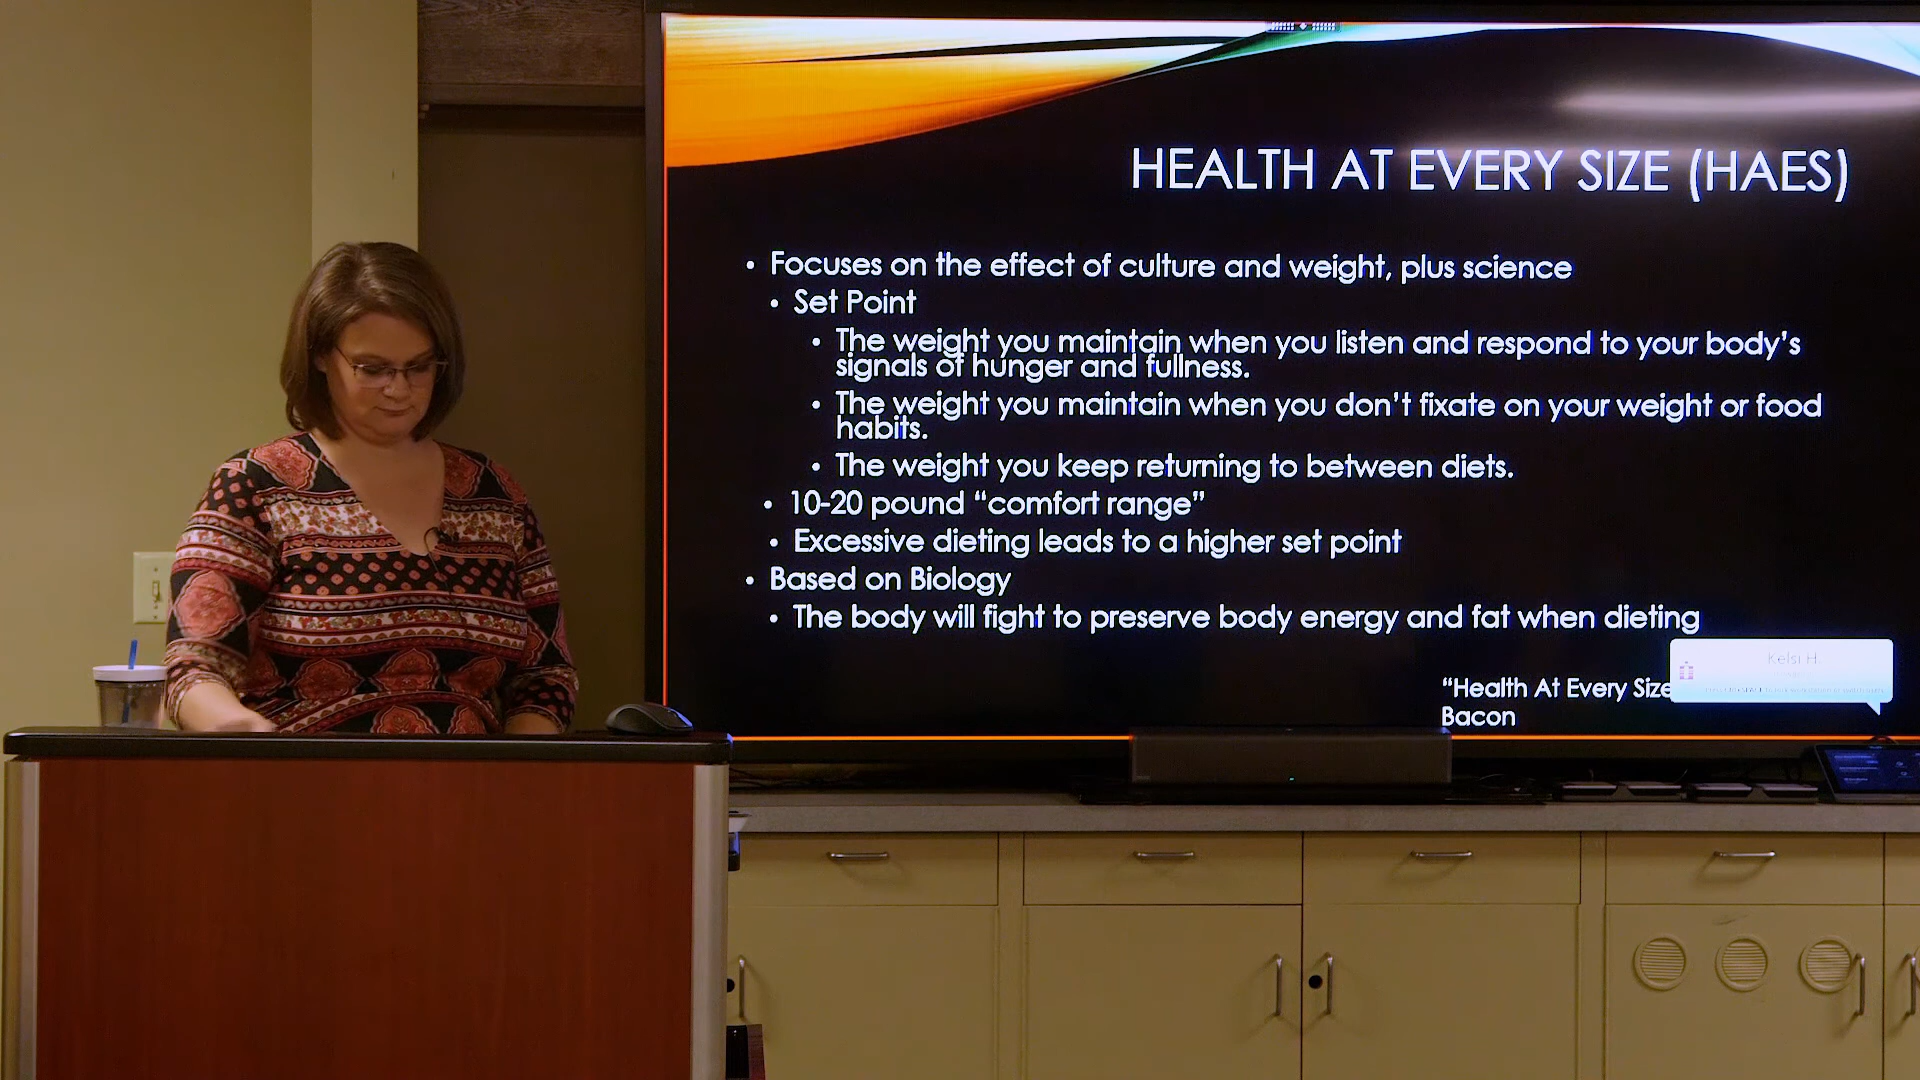 HEALTH AT EVERY SIZE (HAES)
• Focuses on the effect of culture and weight, plus science
• Set Point
• The weight you maintain when you listen and respond to your body's
signals of hunger and fullness.
• The weight you maintain when you don't fixate on your weight or food
habits.
• The weight you keep returning to between diets.
• 10-20 pound “comfort range”
• Excessive dieting leads to a higher set point
• Based on Biology
• The body will fight to preserve body energy and fat when dieting
Kelsi H.
“Health At Every Size
Bacon